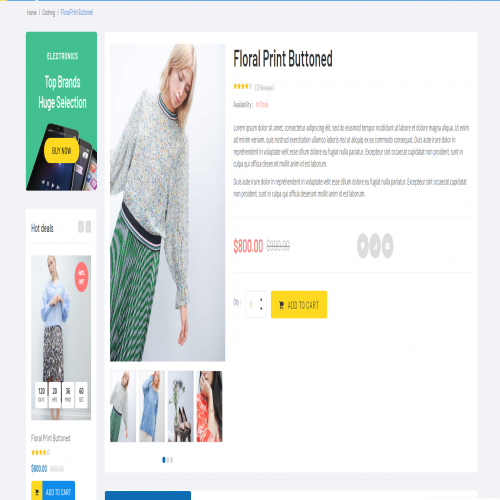 Home / Clothing / Floral Print Buttoned
ELECTRONICS
Top Brands
Huge Selection
BUY NOW
Hot deals
OFF
120 20 36 60
DAYS HRS MINS SEC
Floral Print Buttoned
$600.00
ADD TO CART
Floral Print Buttoned
(13 Reviews)
Availability : In Stock
Lorem ipsum dolor sit amet, consectetur adipiscing elit, sed do eiusmod tempor incididunt ut labore et dolore magna aliqua. Ut enim
ad minim veniam, quis nostrud exercitation ullamco laboris nisi ut aliquip ex ea commodo consequat. Duis aute irure dolor in
reprehenderit in voluptate velit esse cillum dolore eu fugiat nulla pariatur. Excepteur sint occaecat cupidatat non proident, sunt in
culpa qui officia deserunt mollit anim id est laborum.
Duis aute irure dolor in reprehenderit in voluptate velit esse cillum dolore eu fugiat nulla pariatur. Excepteur sint occaecat cupidatat
non proident, sunt in culpa qui officia deserunt mollit anim id est laborum.
$800.00 $900.00
Qty : 1 ADD TO CART